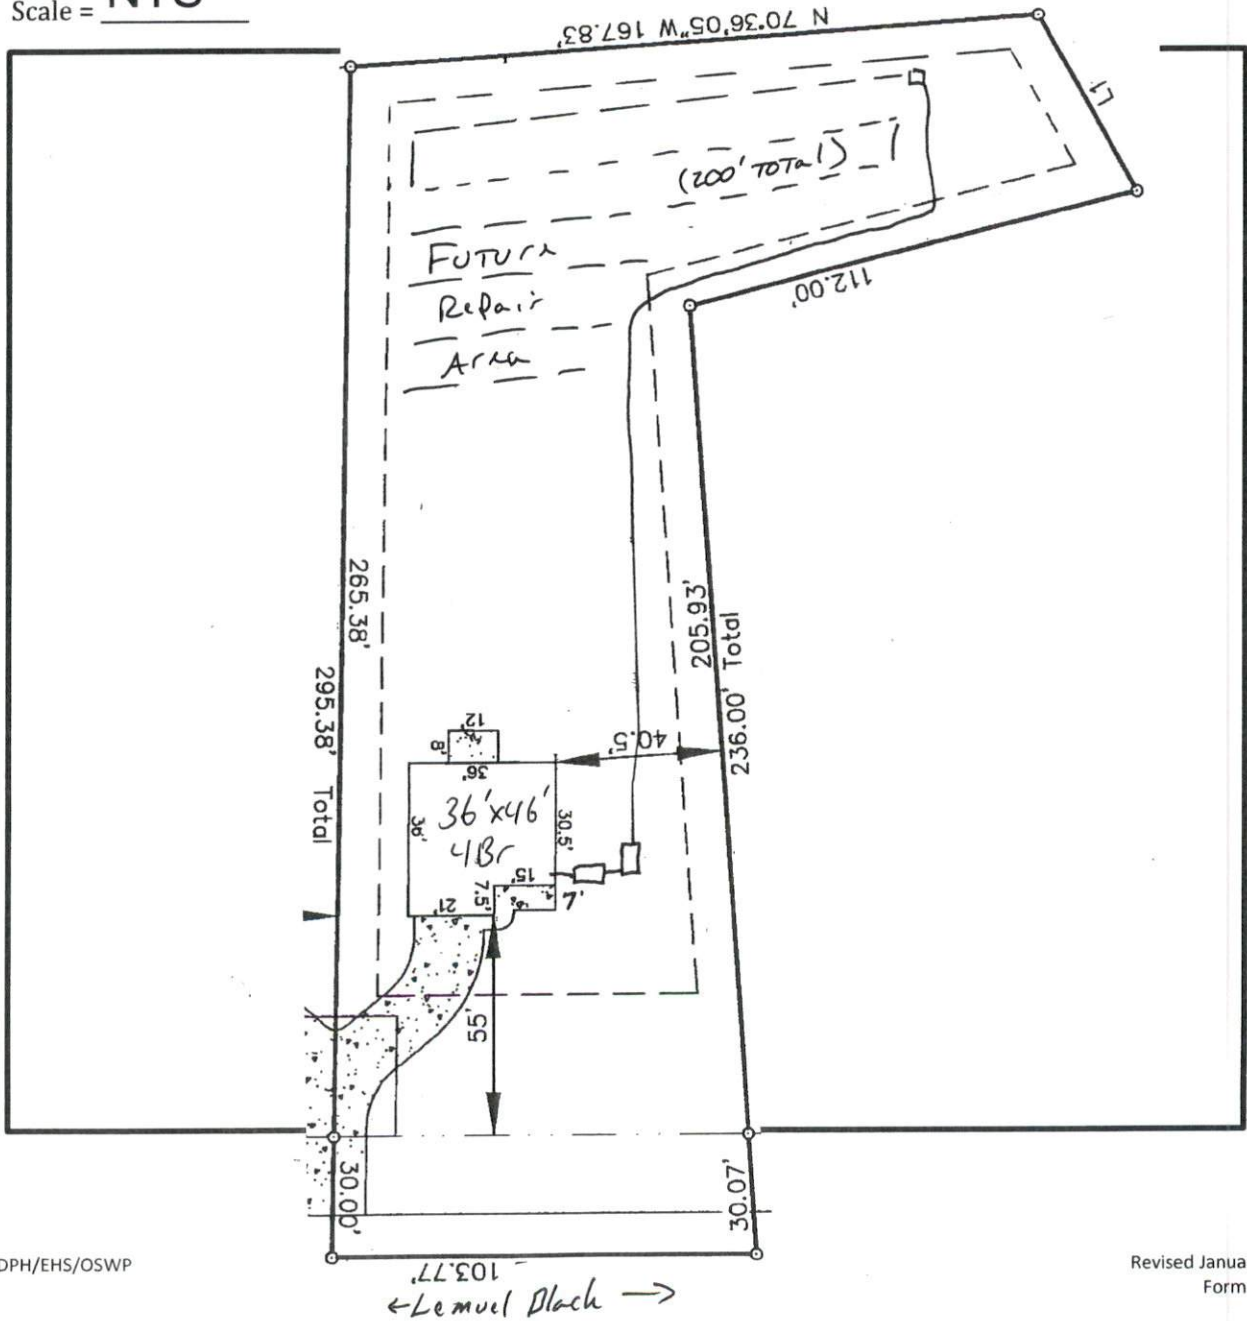 Scale = NTS
N 70°36'05"W 167.83'
L1
(200' TOTal)
112.00'
FUTURE
Repair
Area
265.38'
295.38' Total
205.93'
236.00' Total
40.5'
12'
8'
36'
36'x46'
4Br
36'
30.5'
15'
7.5'
21'
55'
30.00'
30.07'
103.77'
←Lemuel Black →
DPH/EHS/OSWP
Revised Janua
Form